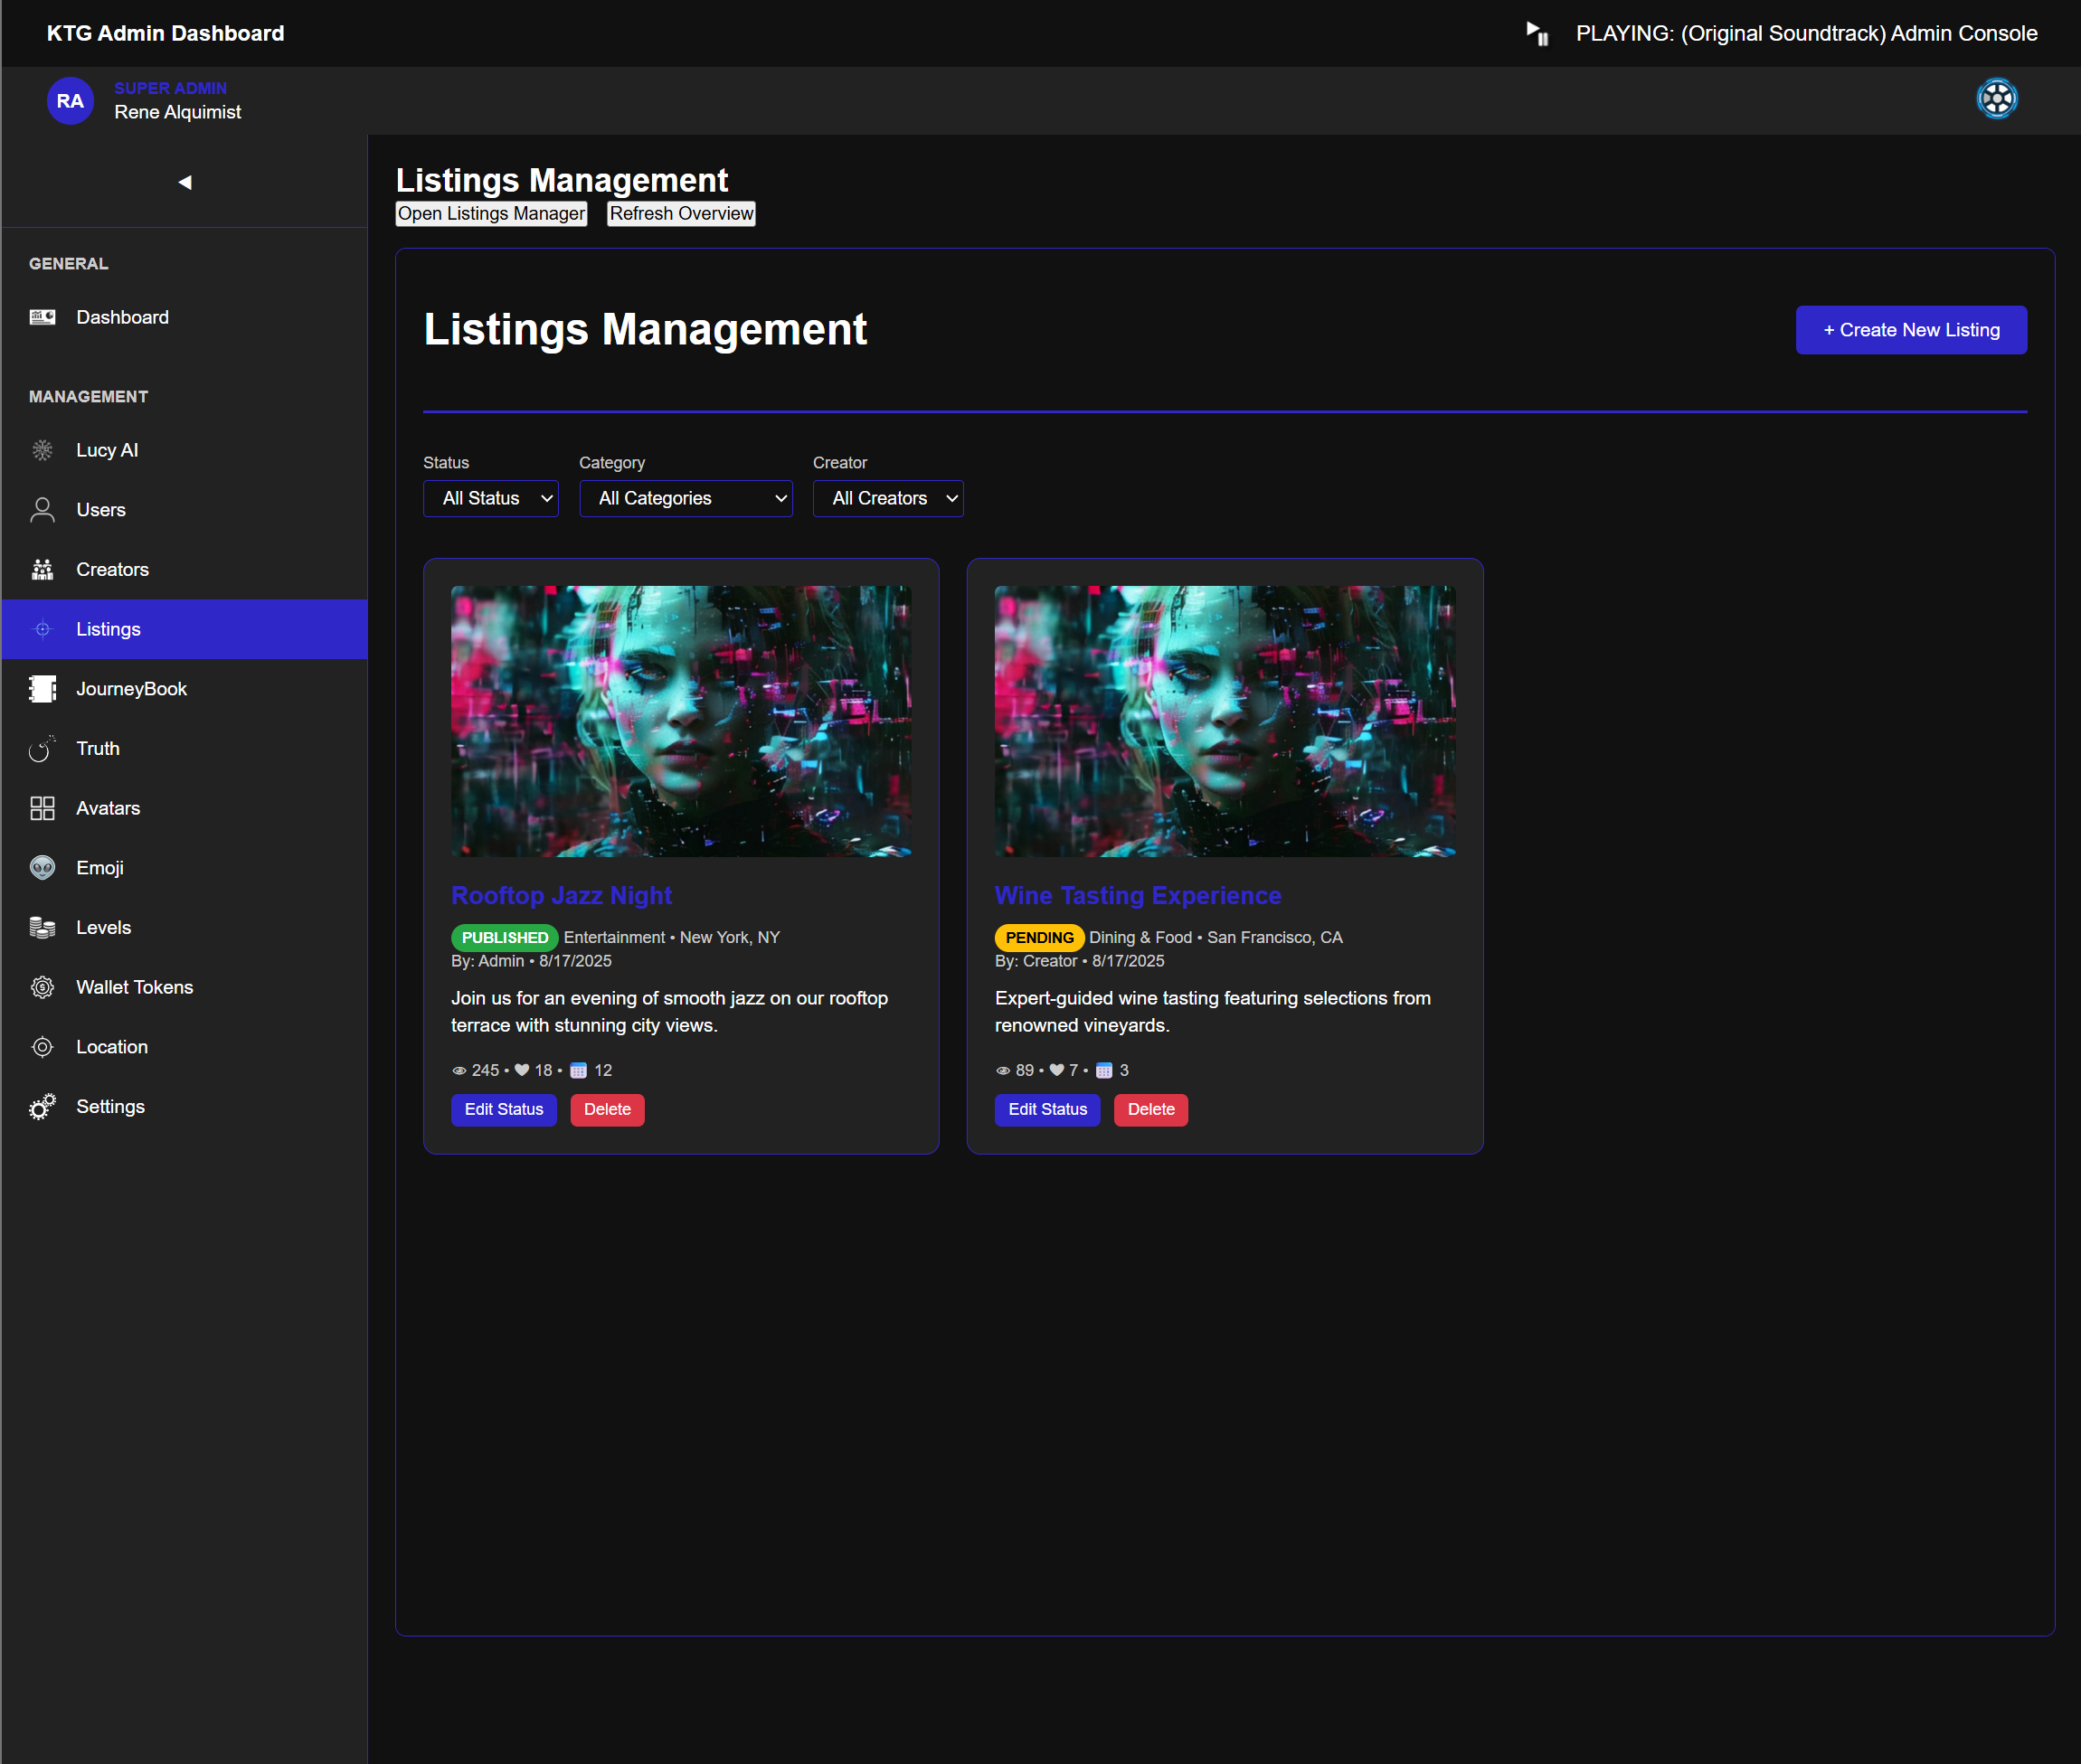 KTG Admin Dashboard
PLAYING: (Original Soundtrack) Admin Console
RA
SUPER ADMIN
Rene Alquimist
GENERAL
Dashboard
MANAGEMENT
Lucy AI
Users
Creators
Listings
JourneyBook
Truth
Avatars
Emoji
Levels
Wallet Tokens
Location
Settings
Listings Management
Open Listings Manager
Refresh Overview
Listings Management
+ Create New Listing
Status
Category
Creator
All Status
All Categories
All Creators
Rooftop Jazz Night
PUBLISHED Entertainment • New York, NY
By: Admin • 8/17/2025
Join us for an evening of smooth jazz on our rooftop
terrace with stunning city views.
245 • 18 • 12
Edit Status
Delete
Wine Tasting Experience
PENDING Dining & Food • San Francisco, CA
By: Creator • 8/17/2025
Expert-guided wine tasting featuring selections from
renowned vineyards.
89 • 7 • 3
Edit Status
Delete